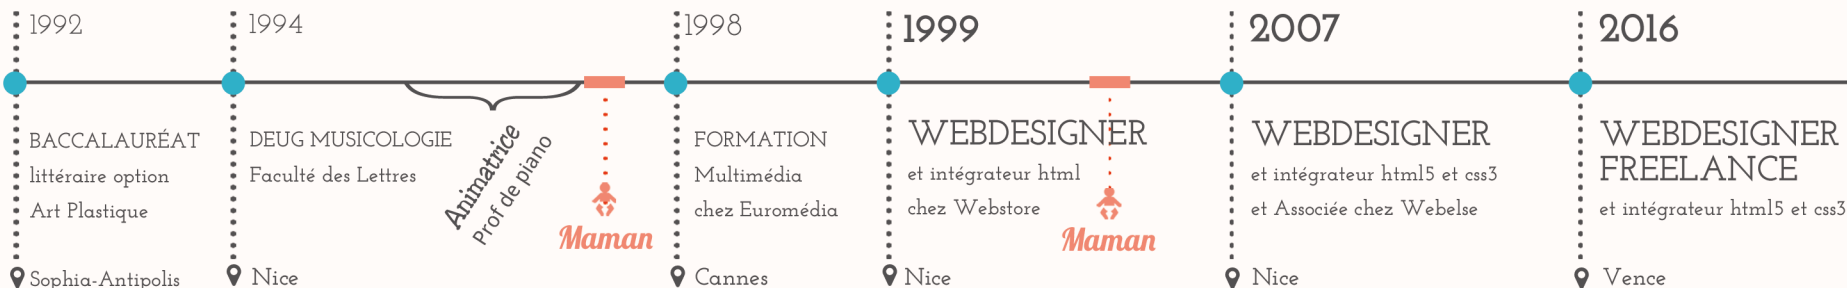 1992
BACCALAURÉAT
littéraire option
Art Plastique
Sophia-Antipolis
1994
DEUG MUSICOLOGIE
Faculté des Lettres
Nice
Animatrice
Prof de piano
Maman
1998
FORMATION
Multimédia
chez Euromédia
Cannes
1999
WEBDESIGNER
et intégrateur html
chez Webstore
Nice
Maman
2007
WEBDESIGNER
et intégrateur html5 et css3
et Associée chez Webelse
Nice
2016
WEBDESIGNER
FREELANCE
et intégrateur html5 et css3
Vence